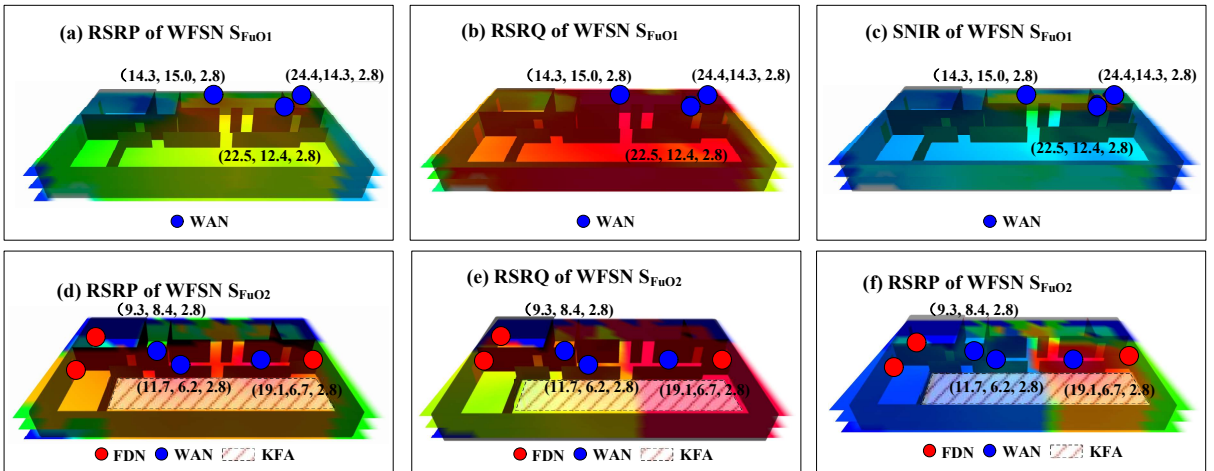 (a) RSRP of WFSN S_FuO1
（14.3, 15.0, 2.8)
(24.4,14.3, 2.8)
(22.5, 12.4, 2.8)
WAN
(b) RSRQ of WFSN S_FuO1
（14.3, 15.0, 2.8)
(24.4,14.3, 2.8)
(22.5, 12.4, 2.8)
WAN
(c) SNIR of WFSN S_FuO1
（14.3, 15.0, 2.8)
(24.4,14.3, 2.8)
(22.5, 12.4, 2.8)
WAN
(d) RSRP of WFSN S_FuO2
（9.3, 8.4, 2.8)
(11.7, 6.2, 2.8)
(19.1,6.7, 2.8)
FDN WAN KFA
(e) RSRQ of WFSN S_FuO2
（9.3, 8.4, 2.8)
(11.7, 6.2, 2.8)
(19.1,6.7, 2.8)
FDN WAN KFA
(f) RSRP of WFSN S_FuO2
（9.3, 8.4, 2.8)
(11.7, 6.2, 2.8)
(19.1,6.7, 2.8)
FDN WAN KFA